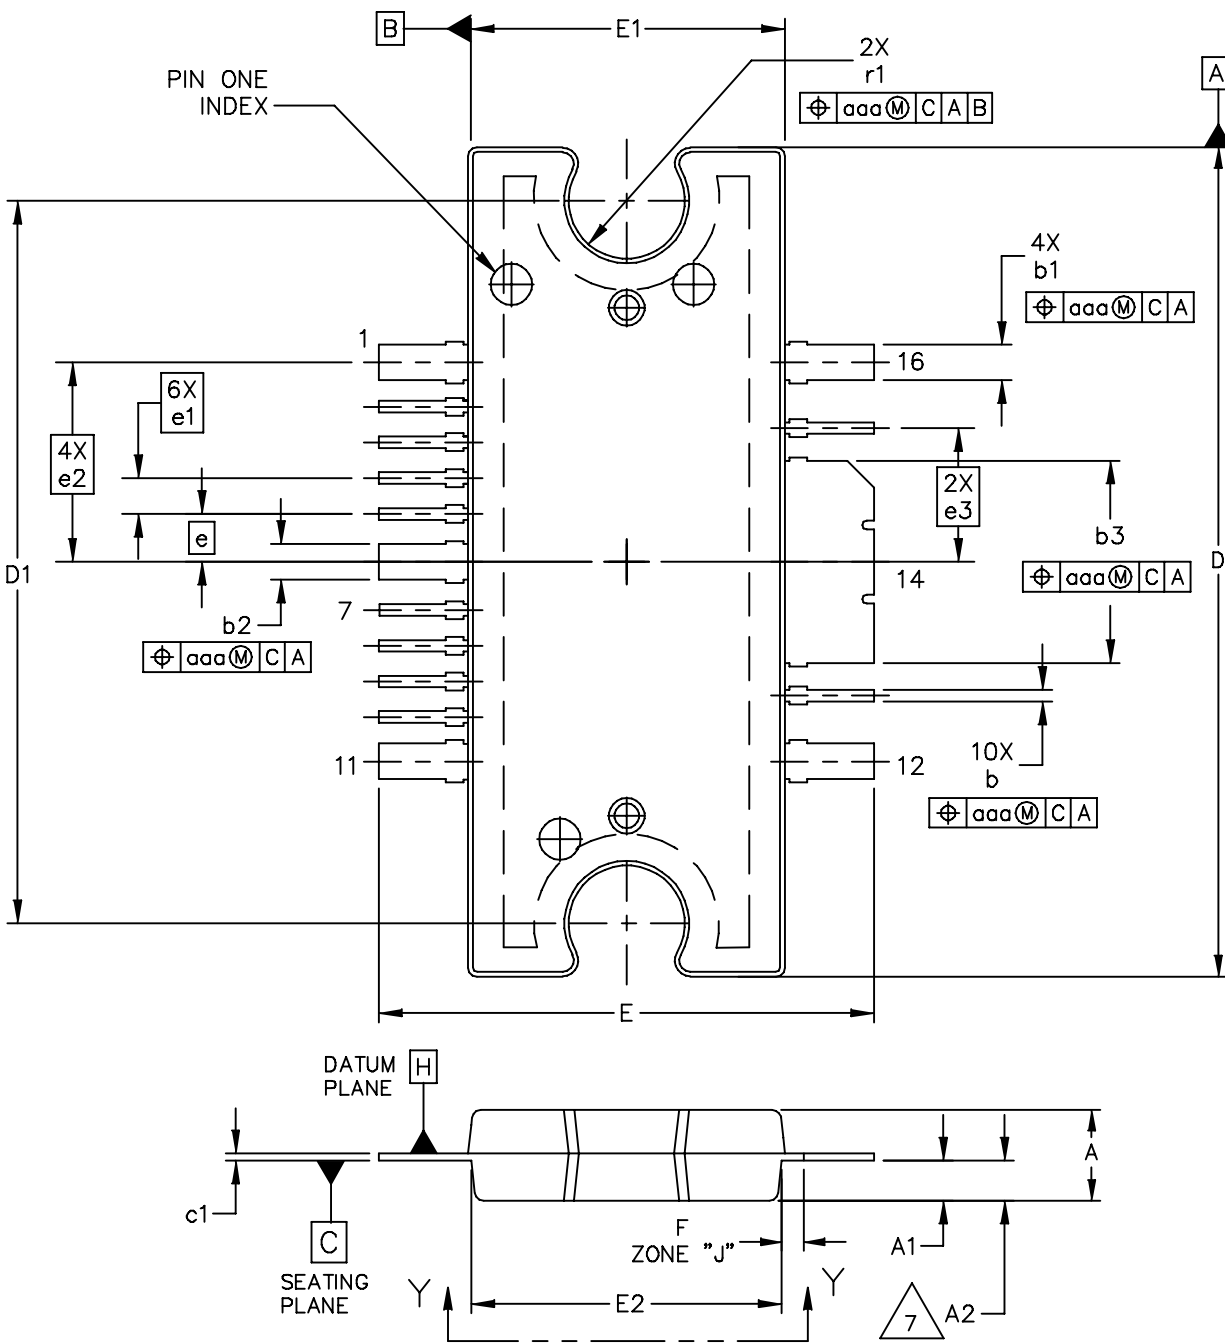 B
E1
2X
r1
⌖ aaa Ⓜ C A B
A
PIN ONE
INDEX
4X
b1
⌖ aaa Ⓜ C A
1
16
6X
e1
4X
e2
2X
e3
e
b3
⌖ aaa Ⓜ C A
D1
D
14
7
b2
⌖ aaa Ⓜ C A
11
12
10X
b
⌖ aaa Ⓜ C A
E
DATUM
PLANE
H
A
c1
C
SEATING
PLANE
F
ZONE "J"
A1
Y
Y
E2
7
A2